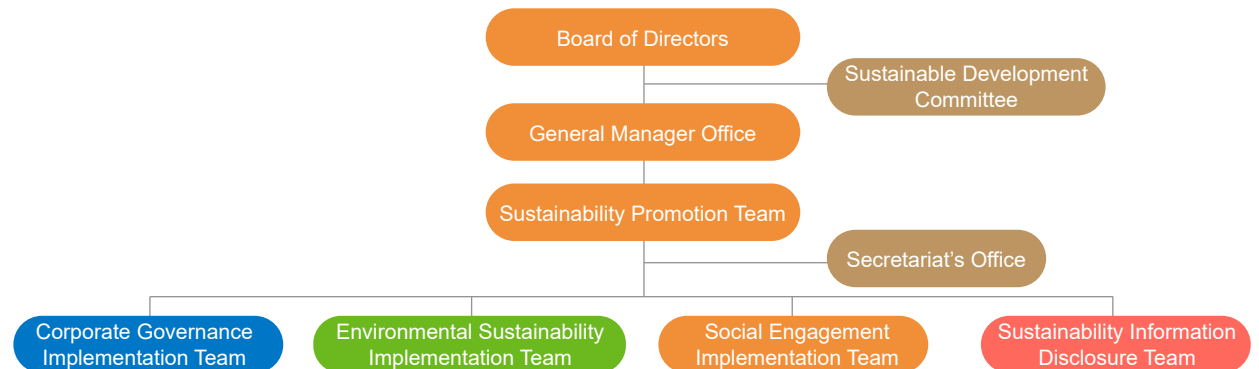 Board of Directors
Sustainable Development
Committee
General Manager Office
Sustainability Promotion Team
Secretariat’s Office
Corporate Governance
Implementation Team
Environmental Sustainability
Implementation Team
Social Engagement
Implementation Team
Sustainability Information
Disclosure Team